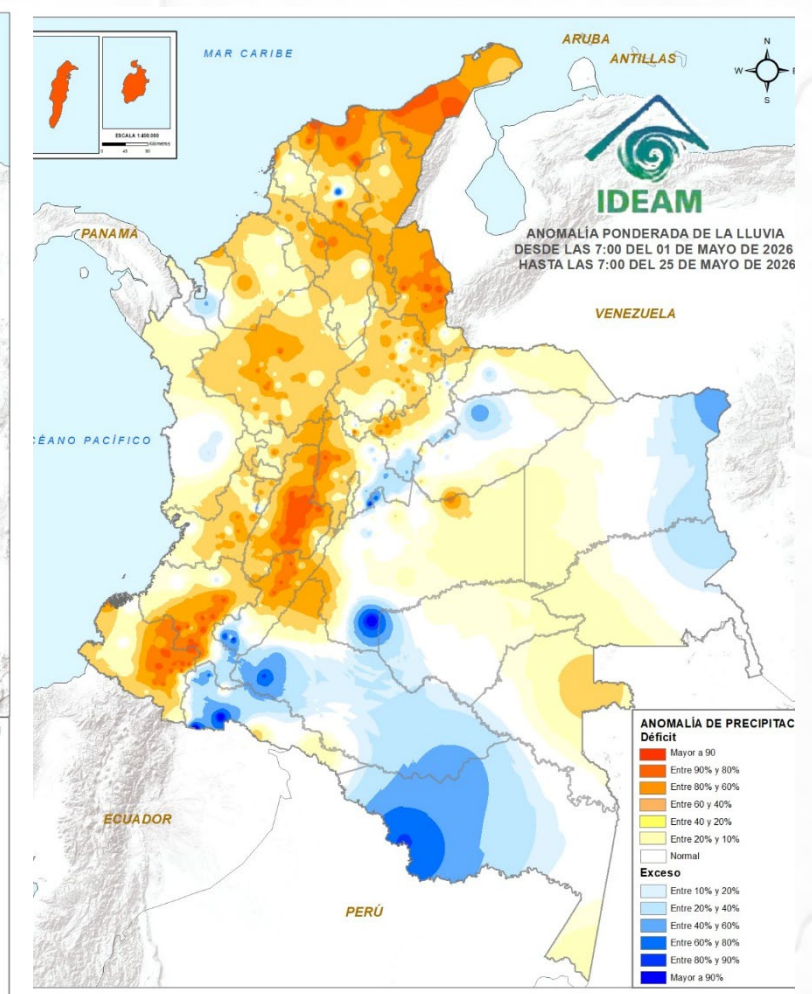 MAR CARIBE
ARUBA
ANTILLAS
N
W
S
ESCALA 1:400.000
IDEAM
ANOMALÍA PONDERADA DE LA LLUVIA
DESDE LAS 7:00 DEL 01 DE MAYO DE 2026
HASTA LAS 7:00 DEL 25 DE MAYO DE 2026
PANAMÁ
VENEZUELA
CÉANO PACÍFICO
ECUADOR
PERÚ
ANOMALÍA DE PRECIPITAC
Déficit
Mayor a 90
Entre 90% y 80%
Entre 80% y 60%
Entre 60 y 40%
Entre 40 y 20%
Entre 20% y 10%
Normal
Exceso
Entre 10% y 20%
Entre 20% y 40%
Entre 40% y 60%
Entre 60% y 80%
Entre 80% y 90%
Mayor a 90%